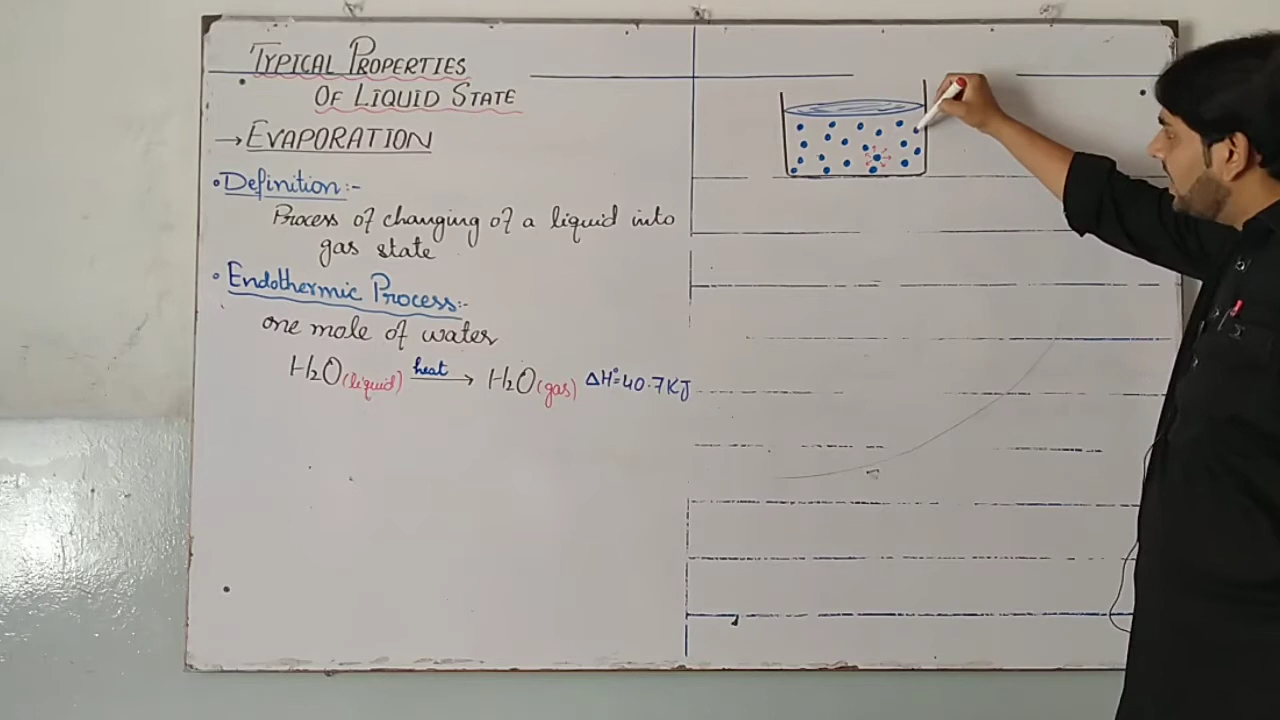 TYPICAL PROPERTIES
OF LIQUID STATE
→ EVAPORATION
• Definition:-
Process of changing of a liquid into
gas state
• Endothermic Process:-
one mole of water
H₂O(liquid) heat → H₂O(gas) ΔH°=40.7KJ